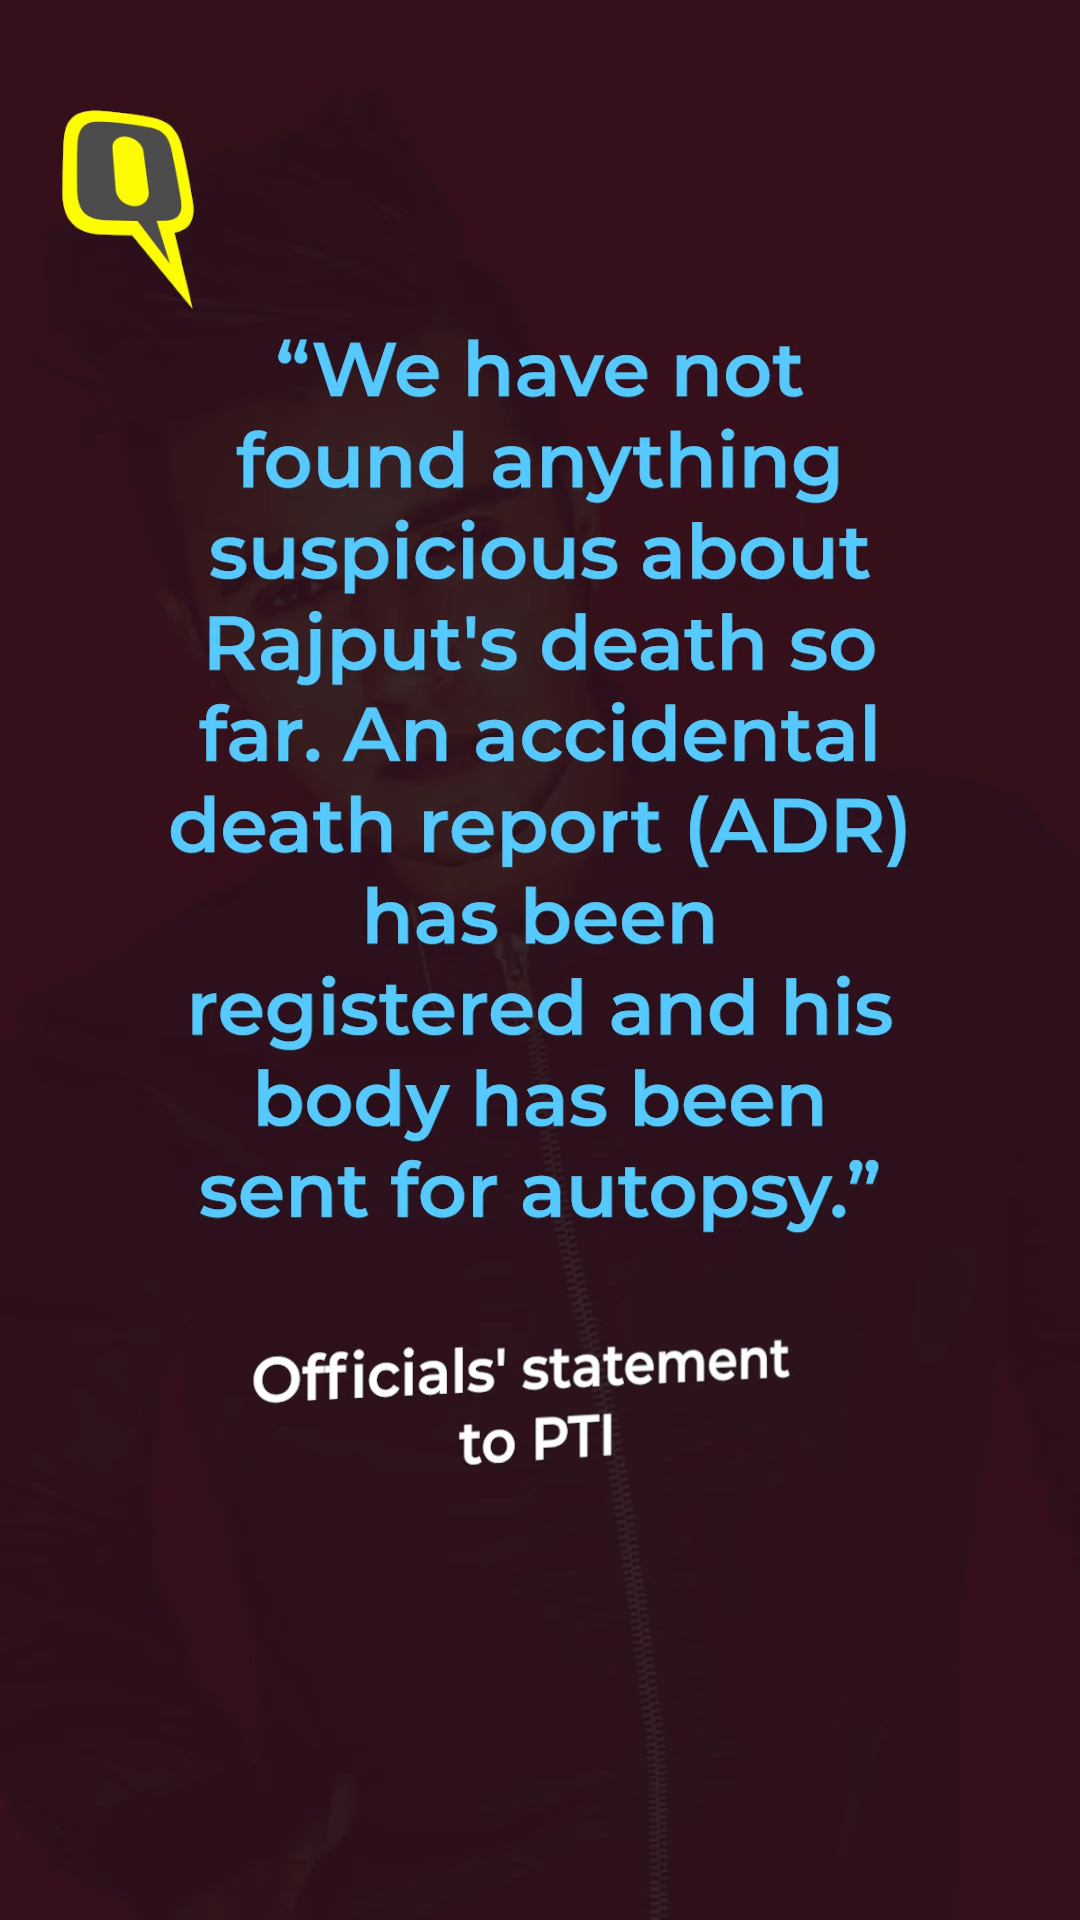 “We have not
found anything
suspicious about
Rajput's death so
far. An accidental
death report (ADR)
has been
registered and his
body has been
sent for autopsy.”
Officials' statement
to PTI